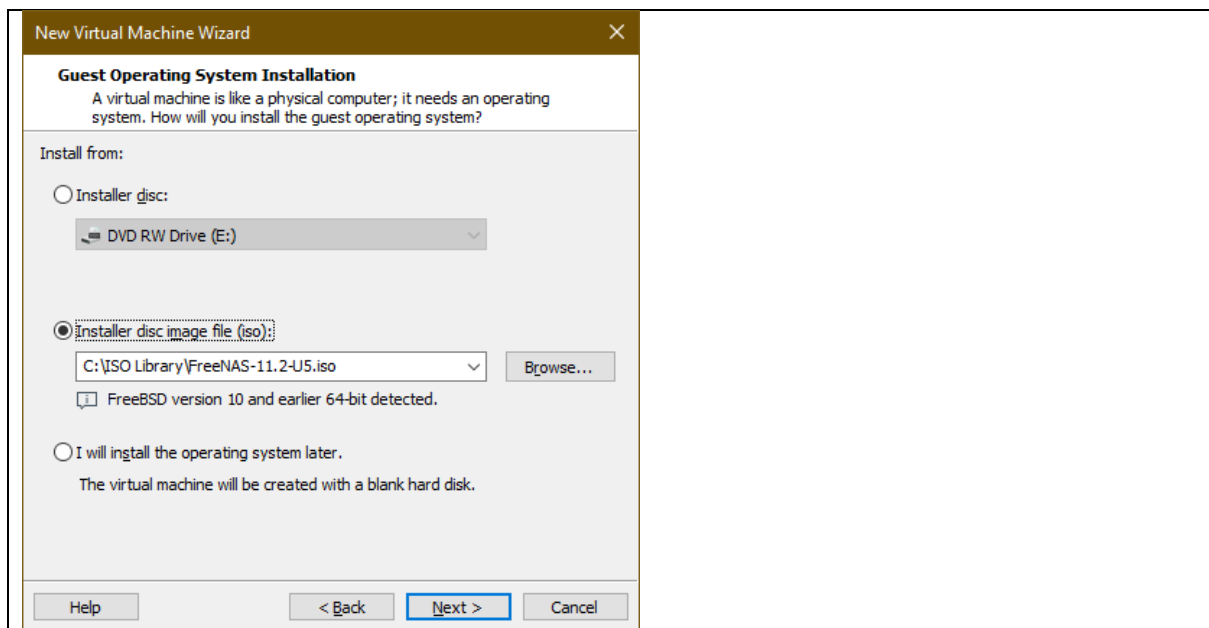 New Virtual Machine Wizard
Guest Operating System Installation
A virtual machine is like a physical computer; it needs an operating
system. How will you install the guest operating system?
Install from:
Installer disc:
DVD RW Drive (E:)
Installer disc image file (iso):
C:\ISO Library\FreeNAS-11.2-U5.iso
Browse...
FreeBSD version 10 and earlier 64-bit detected.
I will install the operating system later.
The virtual machine will be created with a blank hard disk.
Help
< Back
Next >
Cancel